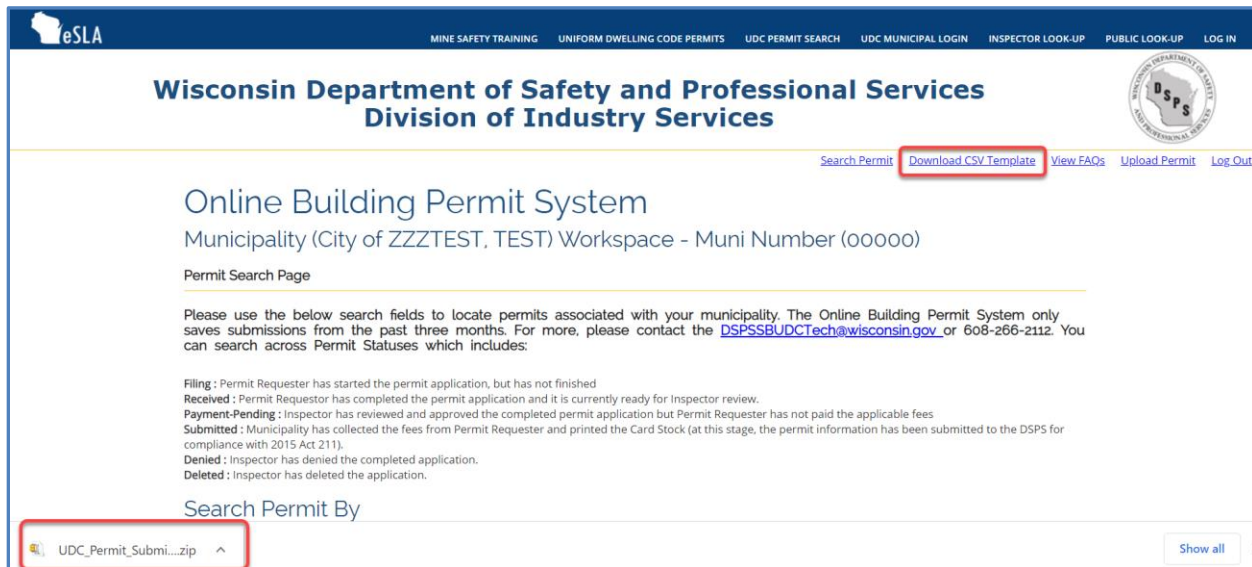 eSLA
MINE SAFETY TRAINING UNIFORM DWELLING CODE PERMITS UDC PERMIT SEARCH UDC MUNICIPAL LOGIN INSPECTOR LOOK-UP PUBLIC LOOK-UP LOG IN
Wisconsin Department of Safety and Professional Services
Division of Industry Services
WISCONSIN DEPARTMENT OF SAFETY
DSPS
AND PROFESSIONAL SERVICES
Search Permit Download CSV Template View FAQs Upload Permit Log Out
Online Building Permit System
Municipality (City of ZZZTEST, TEST) Workspace - Muni Number (00000)
Permit Search Page
Please use the below search fields to locate permits associated with your municipality. The Online Building Permit System only
saves submissions from the past three months. For more, please contact the DSPSSBUDCTech@wisconsin.gov or 608-266-2112. You
can search across Permit Statuses which includes:
Filing : Permit Requester has started the permit application, but has not finished
Received : Permit Requestor has completed the permit application and it is currently ready for Inspector review.
Payment-Pending : Inspector has reviewed and approved the completed permit application but Permit Requester has not paid the applicable fees
Submitted : Municipality has collected the fees from Permit Requester and printed the Card Stock (at this stage, the permit information has been submitted to the DSPS for
compliance with 2015 Act 211).
Denied : Inspector has denied the completed application.
Deleted : Inspector has deleted the application.
Search Permit By
UDC_Permit_Submi....zip
Show all